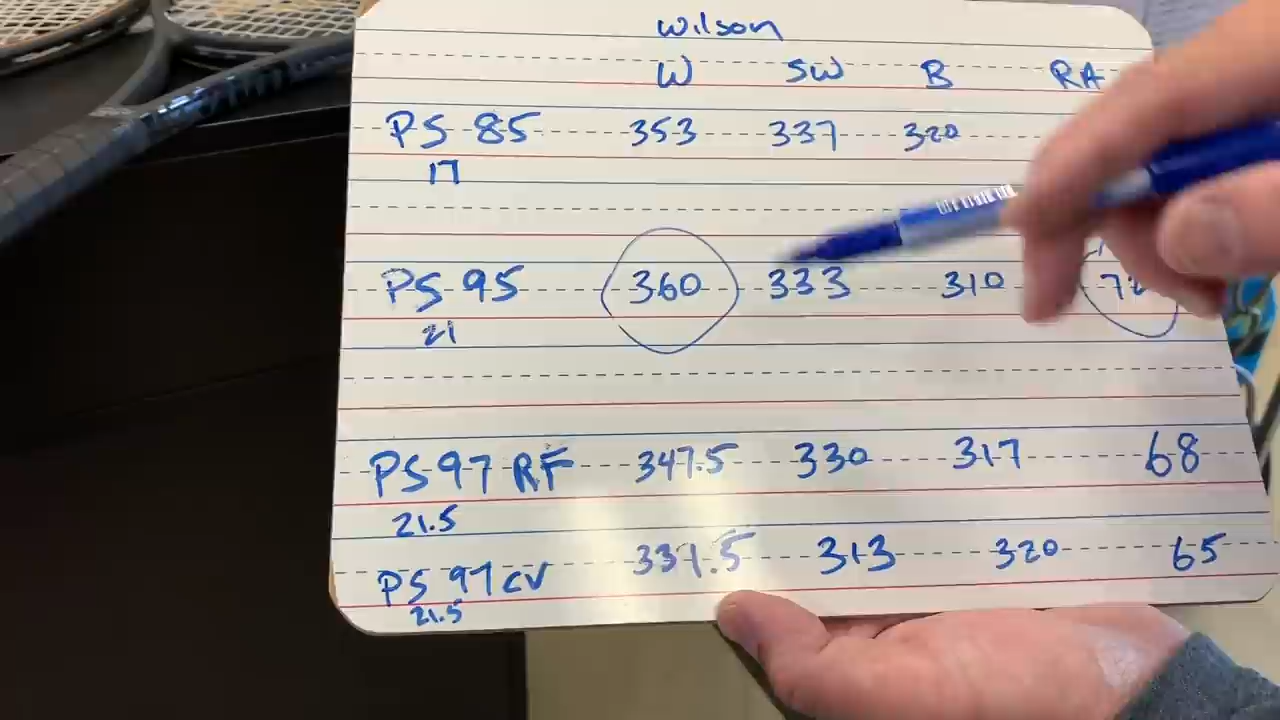 Wilson
W SW B RA
PS 85 353 337 320
17
PS 95 360 333 310
21
PS 97 RF 347.5 330 317 68
21.5
PS 97 CV 331.5 313 320 65
21.5